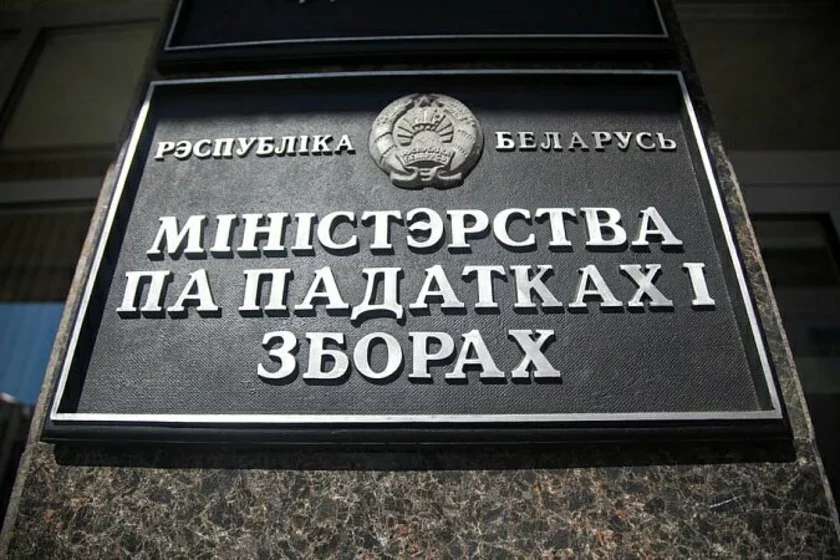 РЭСПУБЛІКА БЕЛАРУСЬ
МІНІСТЭРСТВА
ПА ПАДАТКАХ І
ЗБОРАХ